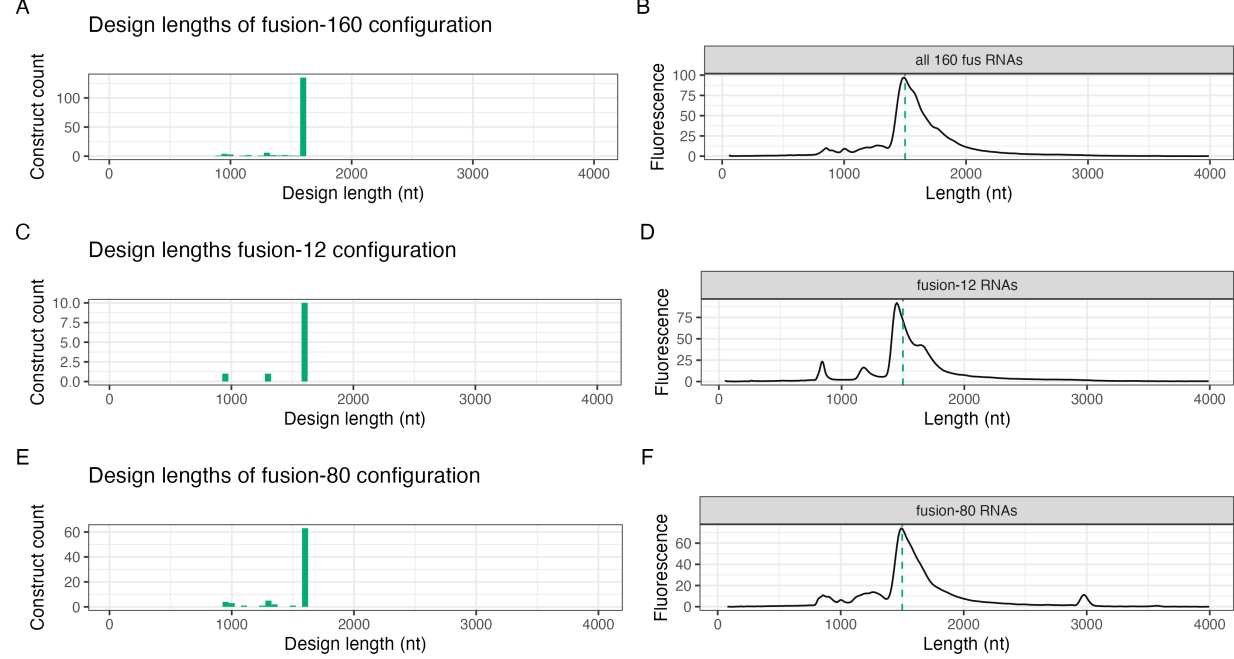 A
Design lengths of fusion-160 configuration
Construct count
100
50
0
0 1000 2000 3000 4000
Design length (nt)
B
all 160 fus RNAs
Fluorescence
100
75
50
25
0
0 1000 2000 3000 4000
Length (nt)
C
Design lengths fusion-12 configuration
Construct count
10.0
7.5
5.0
2.5
0.0
0 1000 2000 3000 4000
Design length (nt)
D
fusion-12 RNAs
Fluorescence
75
50
25
0
0 1000 2000 3000 4000
Length (nt)
E
Design lengths of fusion-80 configuration
Construct count
60
40
20
0
0 1000 2000 3000 4000
Design length (nt)
F
fusion-80 RNAs
Fluorescence
60
40
20
0
0 1000 2000 3000 4000
Length (nt)